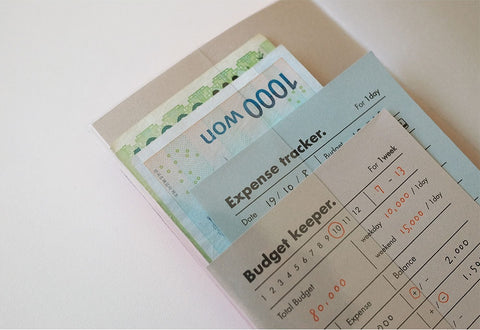 1000 won
Expense tracker.
For 1day
Date 19/10/8
Budget keeper.
For 1week
1 2 3 4 5 6 7 8 9 10 11 12
9 - 13
Total Budget
80,000
weekday 10,000 /1day
weekend 15,000 /1day
Expense
Balance
+/-
2,000
+/-